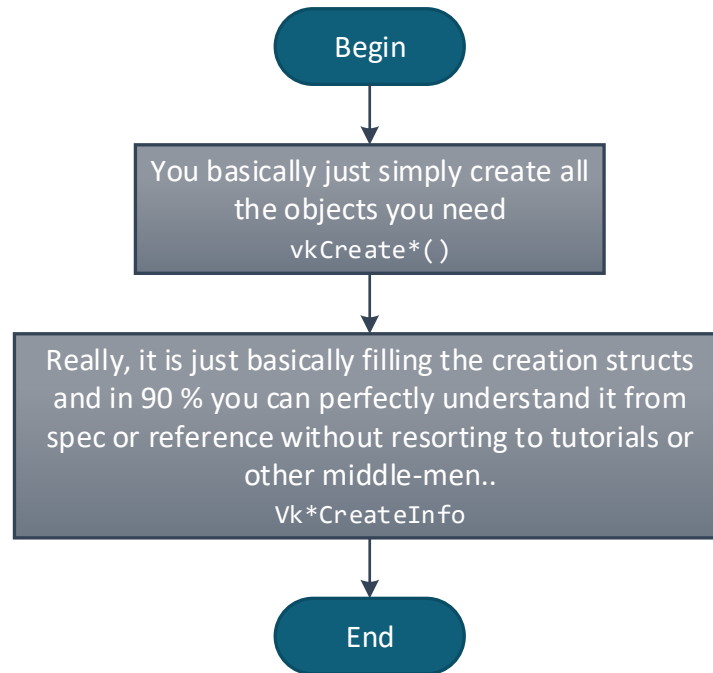 Begin
You basically just simply create all
the objects you need
vkCreate*()
Really, it is just basically filling the creation structs
and in 90 % you can perfectly understand it from
spec or reference without resorting to tutorials or
other middle-men..
Vk*CreateInfo
End